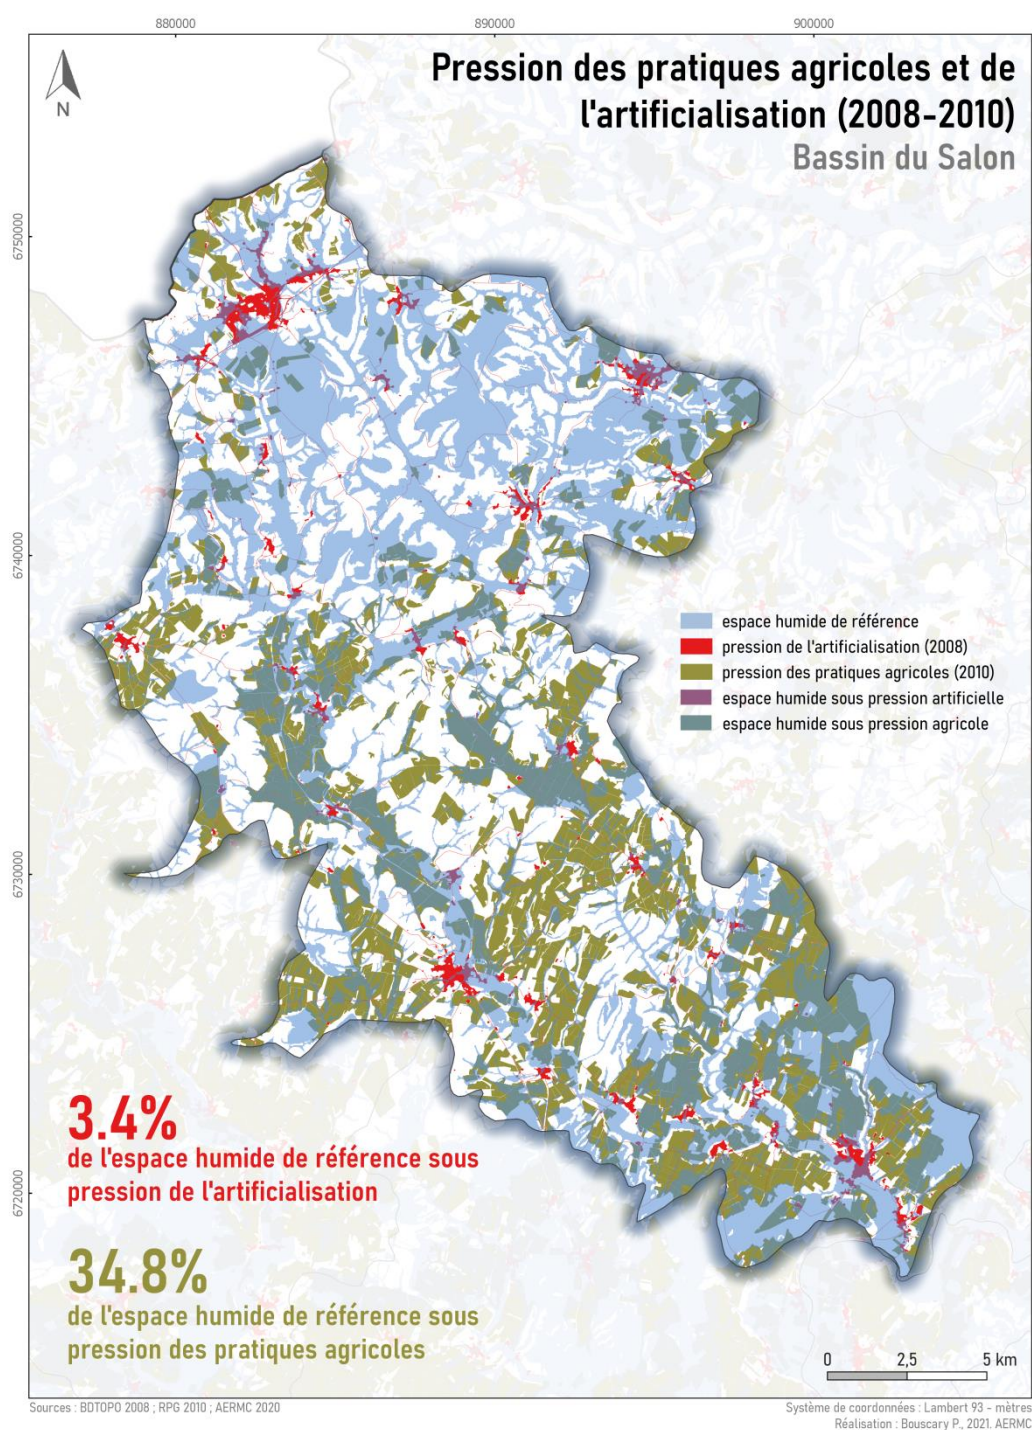 880000
890000
900000
Pression des pratiques agricoles et de
l'artificialisation (2008-2010)
Bassin du Salon
N
6750000
6740000
6730000
6720000
espace humide de référence
pression de l'artificialisation (2008)
pression des pratiques agricoles (2010)
espace humide sous pression artificielle
espace humide sous pression agricole
3.4%
de l'espace humide de référence sous
pression de l'artificialisation
34.8%
de l'espace humide de référence sous
pression des pratiques agricoles
0 2,5 5 km
Sources : BDTOPO 2008 ; RPG 2010 ; AERMC 2020
Système de coordonnées : Lambert 93 - mètres
Réalisation : Bouscary P., 2021. AERMC